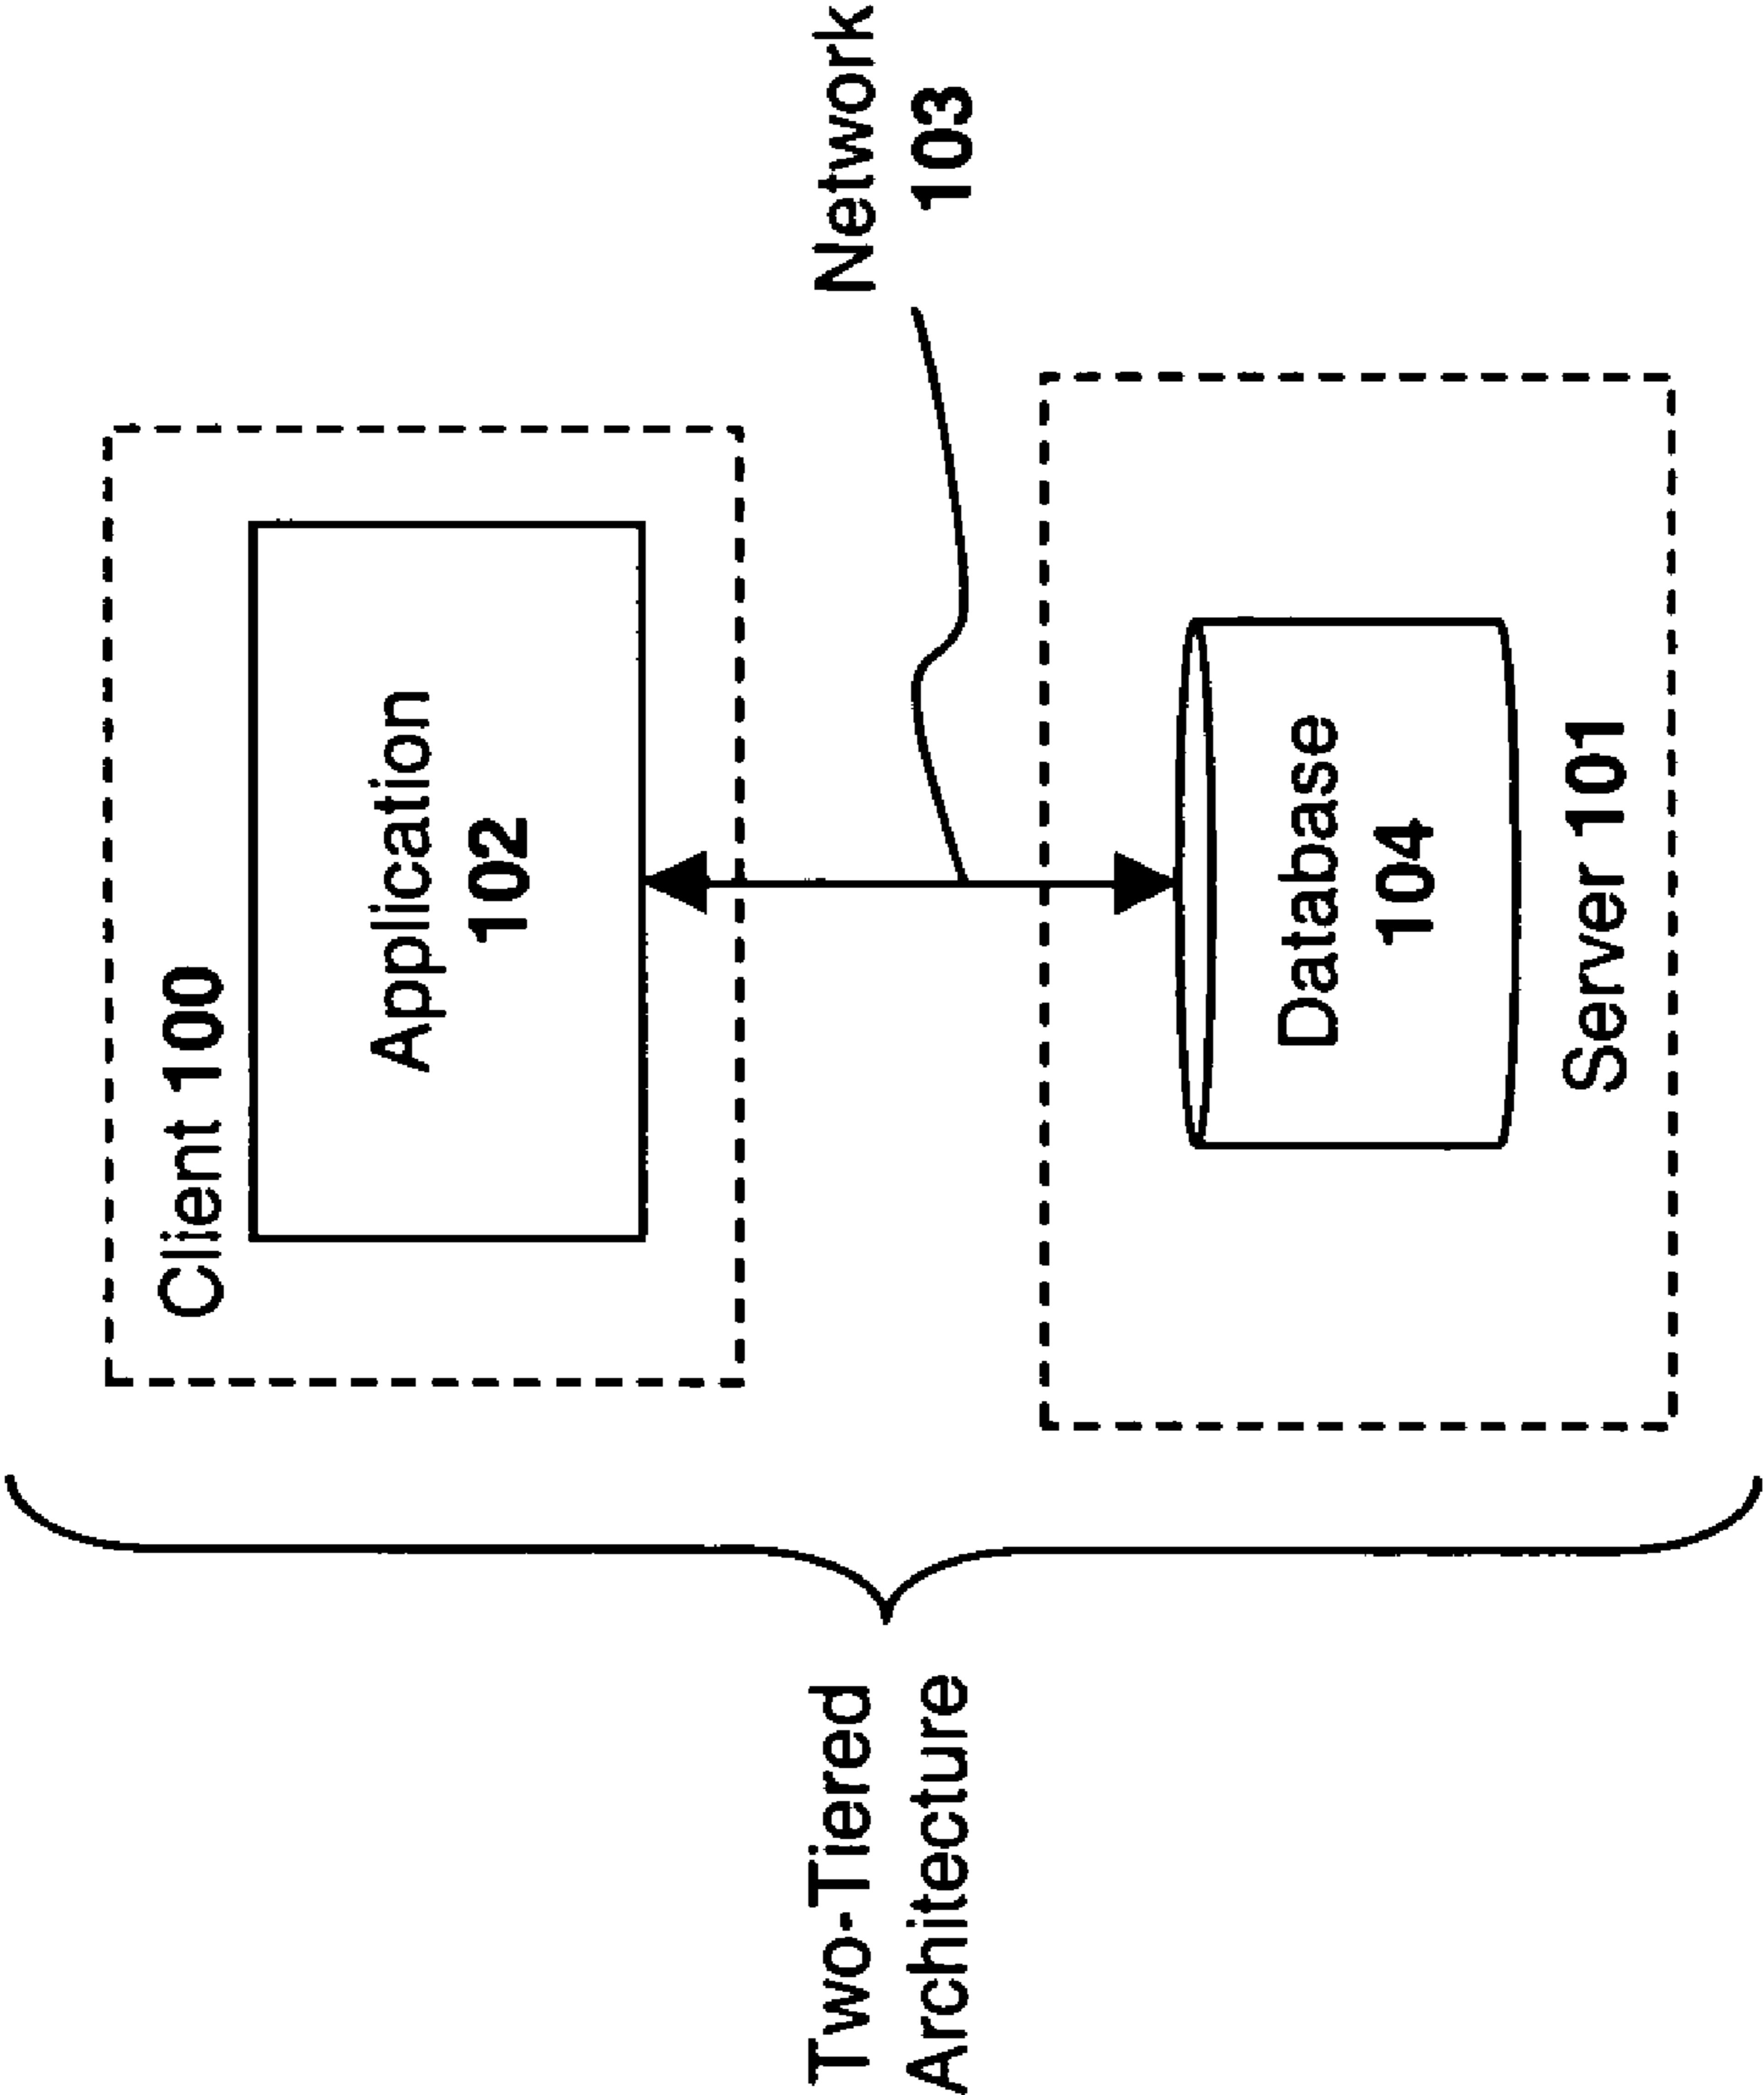 Two-Tiered
Architecture
Client 100
Application
102
Network
103
Database
104
Server 101